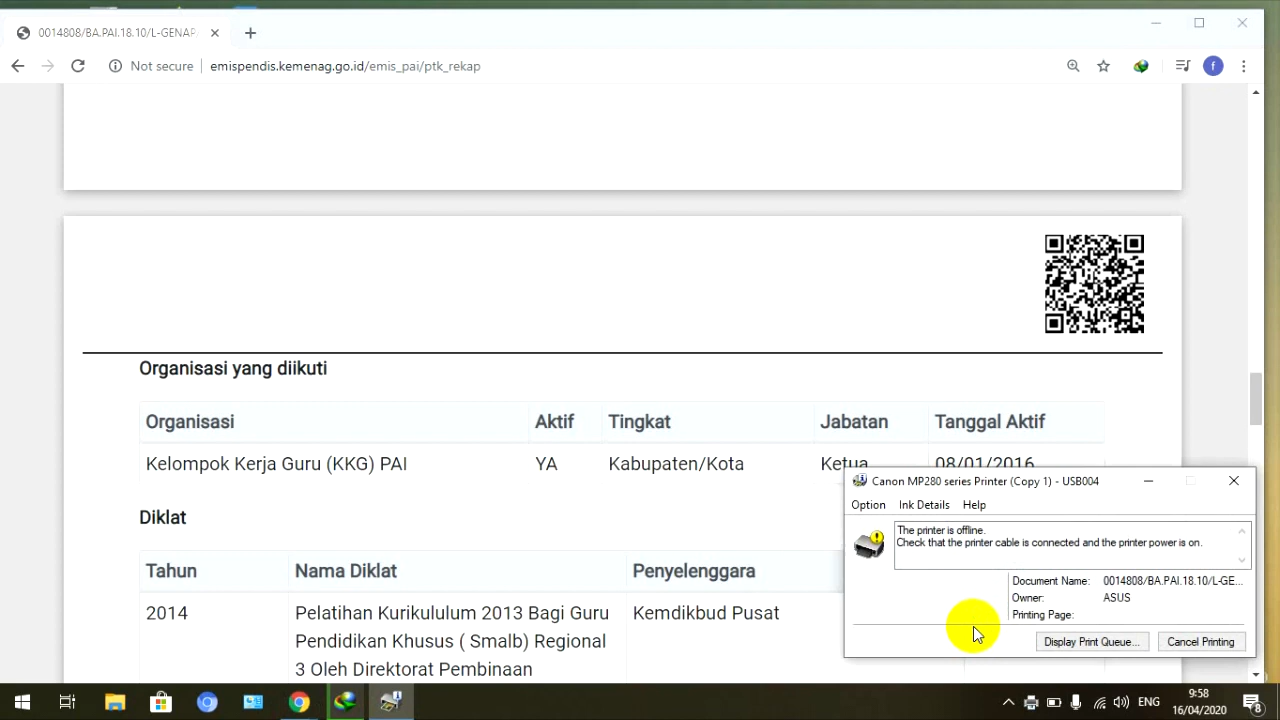 0014808/BA.PAI.18.10/L-GENAP
Not secure
emispendis.kemenag.go.id/emis_pai/ptk_rekap
f
Organisasi yang diikuti
Organisasi Aktif Tingkat Jabatan Tanggal Aktif
Kelompok Kerja Guru (KKG) PAI YA Kabupaten/Kota Ketua 08/01/2016
Diklat
Tahun Nama Diklat Penyelenggara
2014 Pelatihan Kurikululum 2013 Bagi Guru Kemdikbud Pusat
Pendidikan Khusus ( Smalb) Regional
3 Oleh Direktorat Pembinaan
Canon MP280 series Printer (Copy 1) - USB004
Option Ink Details Help
The printer is offline.
Check that the printer cable is connected and the printer power is on.
Document Name: 0014808/BA.PAI.18.10/L-GE...
Owner: ASUS
Printing Page:
Display Print Queue... Cancel Printing
ENG
9:58
16/04/2020
8